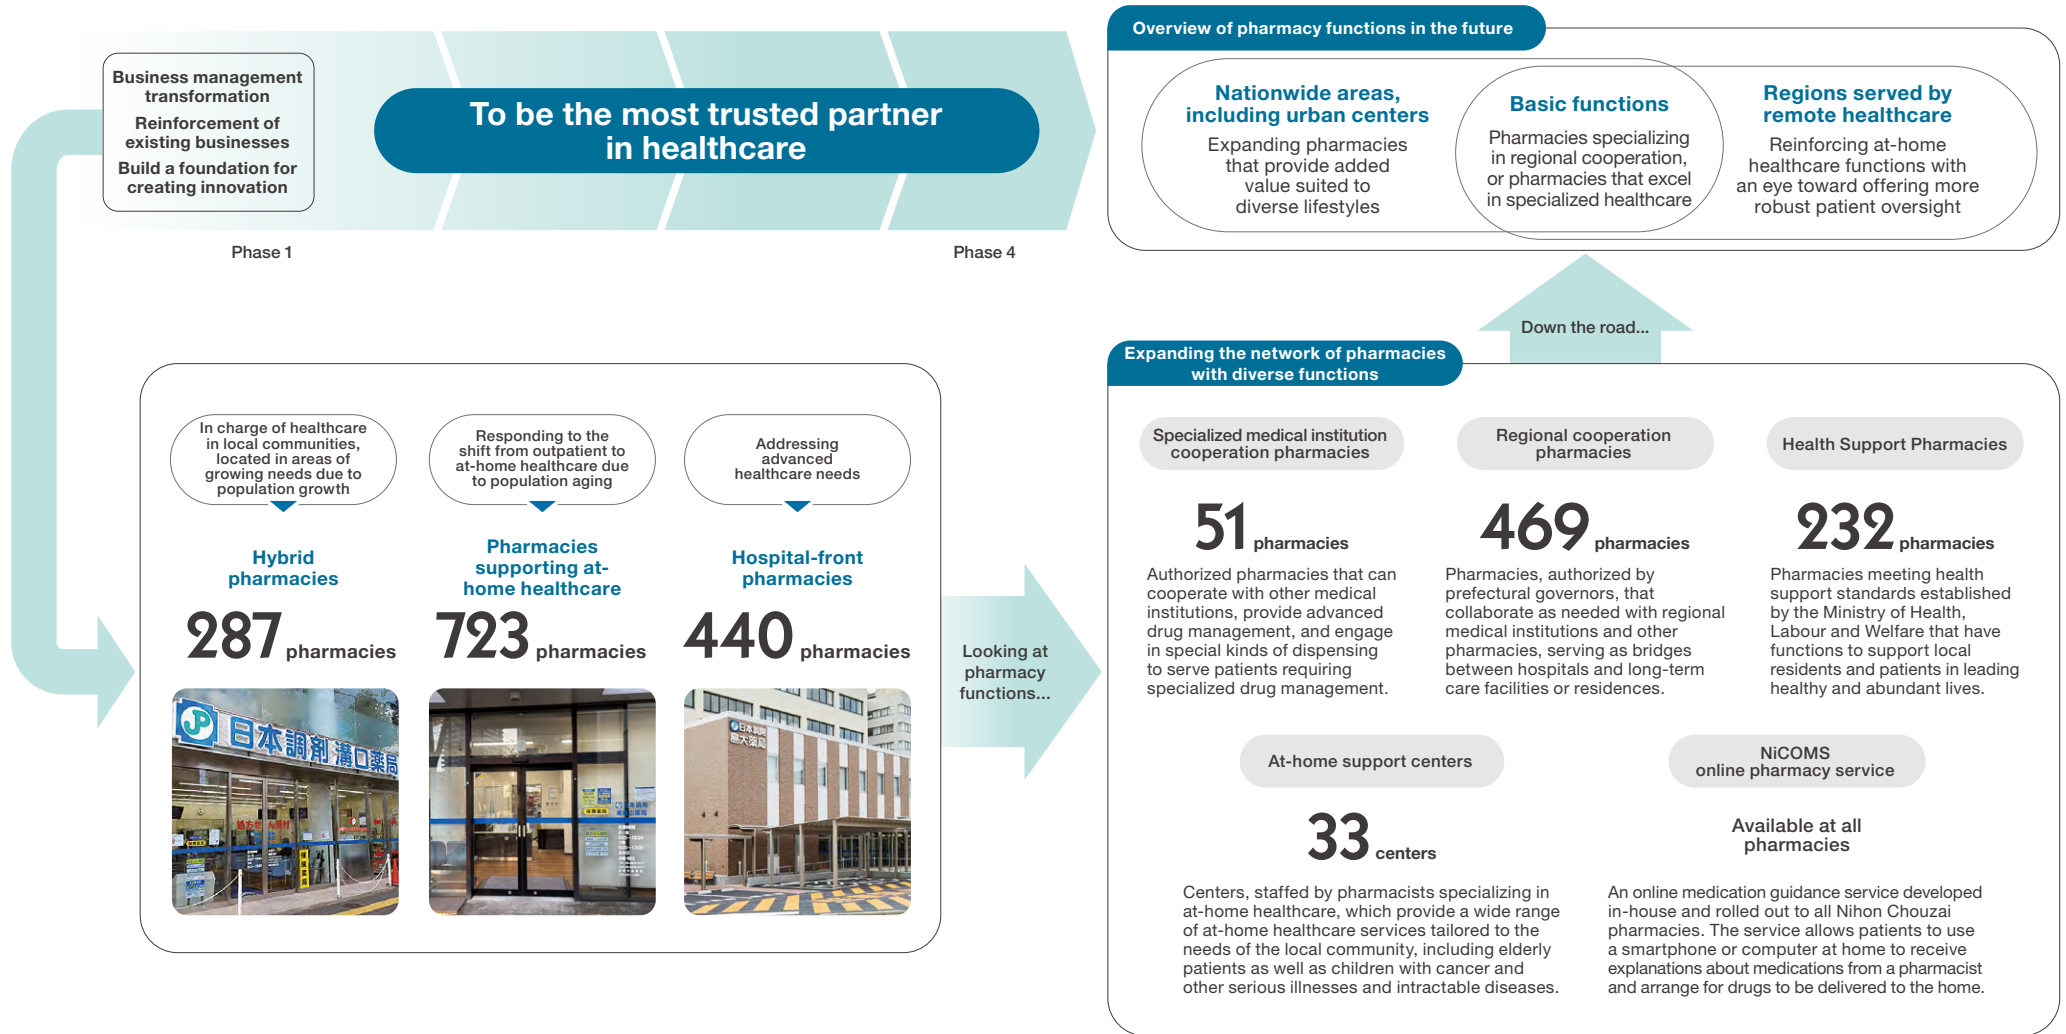 Business management
transformation
Reinforcement of
existing businesses
Build a foundation for
creating innovation
To be the most trusted partner
in healthcare
Phase 1
Phase 4
Overview of pharmacy functions in the future
Nationwide areas,
including urban centers
Expanding pharmacies
that provide added
value suited to
diverse lifestyles
Basic functions
Pharmacies specializing
in regional cooperation,
or pharmacies that excel
in specialized healthcare
Regions served by
remote healthcare
Reinforcing at-home
healthcare functions with
an eye toward offering more
robust patient oversight
Down the road...
In charge of healthcare
in local communities,
located in areas of
growing needs due to
population growth
Hybrid
pharmacies
287 pharmacies
JP 日本調剤 溝口薬局
処方せん受付
Responding to the
shift from outpatient to
at-home healthcare due
to population aging
Pharmacies
supporting at-
home healthcare
723 pharmacies
Addressing
advanced
healthcare needs
Hospital-front
pharmacies
440 pharmacies
日本調剤
Looking at
pharmacy
functions...
Expanding the network of pharmacies
with diverse functions
Specialized medical institution
cooperation pharmacies
51 pharmacies
Authorized pharmacies that can
cooperate with other medical
institutions, provide advanced
drug management, and engage
in special kinds of dispensing
to serve patients requiring
specialized drug management.
Regional cooperation
pharmacies
469 pharmacies
Pharmacies, authorized by
prefectural governors, that
collaborate as needed with regional
medical institutions and other
pharmacies, serving as bridges
between hospitals and long-term
care facilities or residences.
Health Support Pharmacies
232 pharmacies
Pharmacies meeting health
support standards established
by the Ministry of Health,
Labour and Welfare that have
functions to support local
residents and patients in leading
healthy and abundant lives.
At-home support centers
33 centers
Centers, staffed by pharmacists specializing in
at-home healthcare, which provide a wide range
of at-home healthcare services tailored to the
needs of the local community, including elderly
patients as well as children with cancer and
other serious illnesses and intractable diseases.
NiCOMS
online pharmacy service
Available at all
pharmacies
An online medication guidance service developed
in-house and rolled out to all Nihon Chouzai
pharmacies. The service allows patients to use
a smartphone or computer at home to receive
explanations about medications from a pharmacist
and arrange for drugs to be delivered to the home.